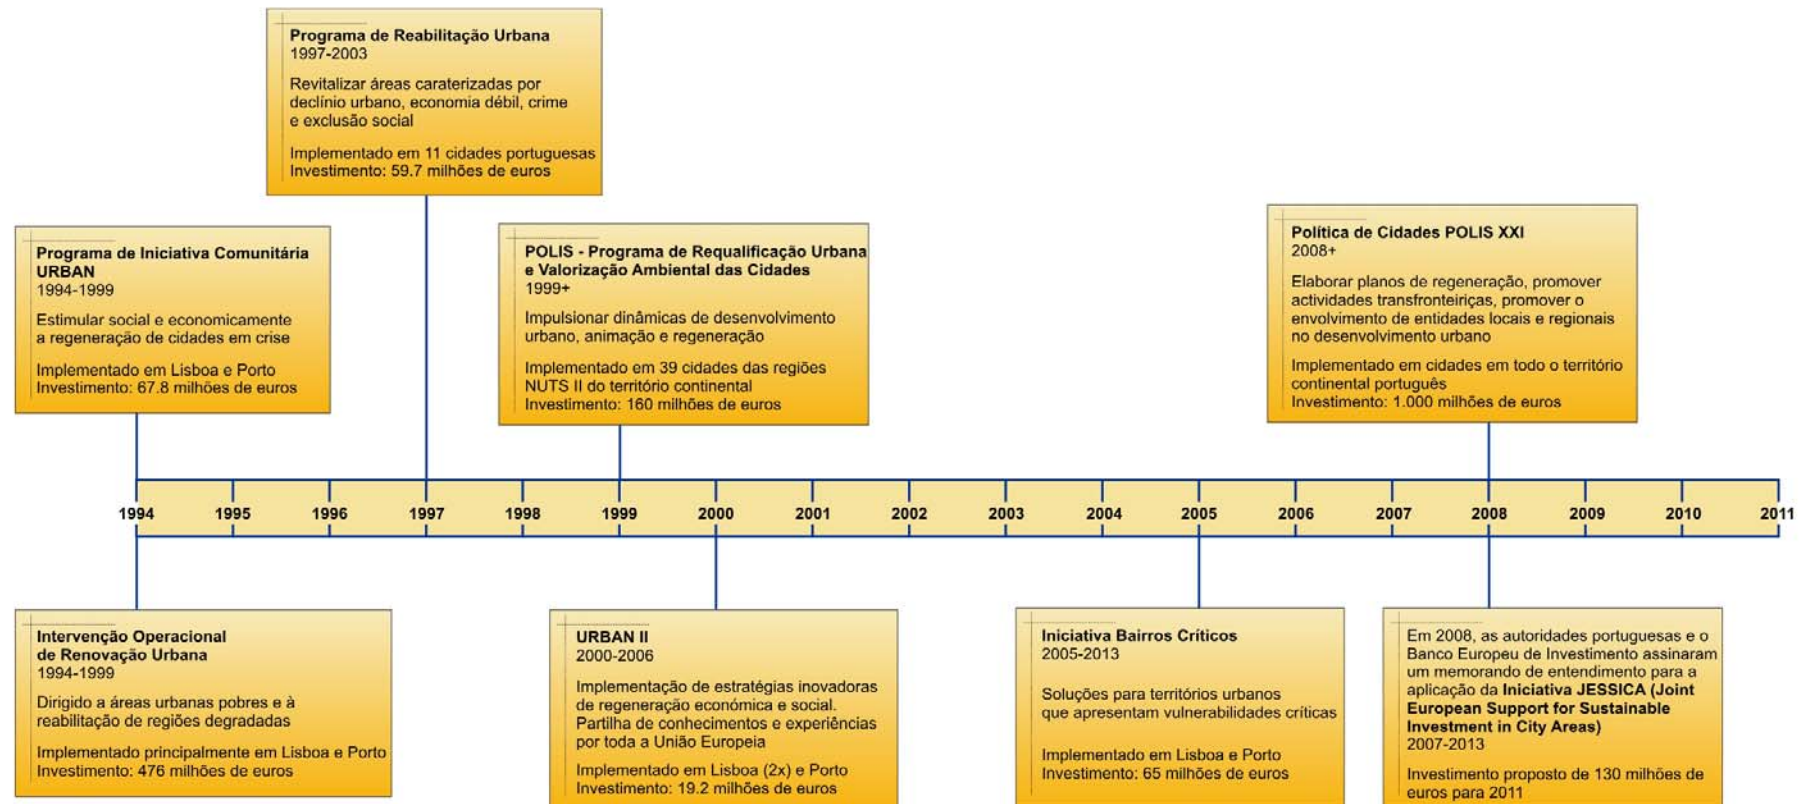 Programa de Reabilitação Urbana
1997-2003
Revitalizar áreas caraterizadas por
declínio urbano, economia débil, crime
e exclusão social
Implementado em 11 cidades portuguesas
Investimento: 59.7 milhões de euros
Programa de Iniciativa Comunitária
URBAN
1994-1999
Estimular social e economicamente
a regeneração de cidades em crise
Implementado em Lisboa e Porto
Investimento: 67.8 milhões de euros
POLIS - Programa de Requalificação Urbana
e Valorização Ambiental das Cidades
1999+
Impulsionar dinâmicas de desenvolvimento
urbano, animação e regeneração
Implementado em 39 cidades das regiões
NUTS II do território continental
Investimento: 160 milhões de euros
Política de Cidades POLIS XXI
2008+
Elaborar planos de regeneração, promover
actividades transfronteiriças, promover o
envolvimento de entidades locais e regionais
no desenvolvimento urbano
Implementado em cidades em todo o território
continental português
Investimento: 1.000 milhões de euros
1994 1995 1996 1997 1998 1999 2000 2001 2002 2003 2004 2005 2006 2007 2008 2009 2010 2011
Intervenção Operacional
de Renovação Urbana
1994-1999
Dirigido a áreas urbanas pobres e à
reabilitação de regiões degradadas
Implementado principalmente em Lisboa e Porto
Investimento: 476 milhões de euros
URBAN II
2000-2006
Implementação de estratégias inovadoras
de regeneração económica e social.
Partilha de conhecimentos e experiências
por toda a União Europeia
Implementado em Lisboa (2x) e Porto
Investimento: 19.2 milhões de euros
Iniciativa Bairros Críticos
2005-2013
Soluções para territórios urbanos
que apresentam vulnerabilidades críticas
Implementado em Lisboa e Porto
Investimento: 65 milhões de euros
Em 2008, as autoridades portuguesas e o
Banco Europeu de Investimento assinaram
um memorando de entendimento para a
aplicação da Iniciativa JESSICA (Joint
European Support for Sustainable
Investment in City Areas)
2007-2013
Investimento proposto de 130 milhões de
euros para 2011